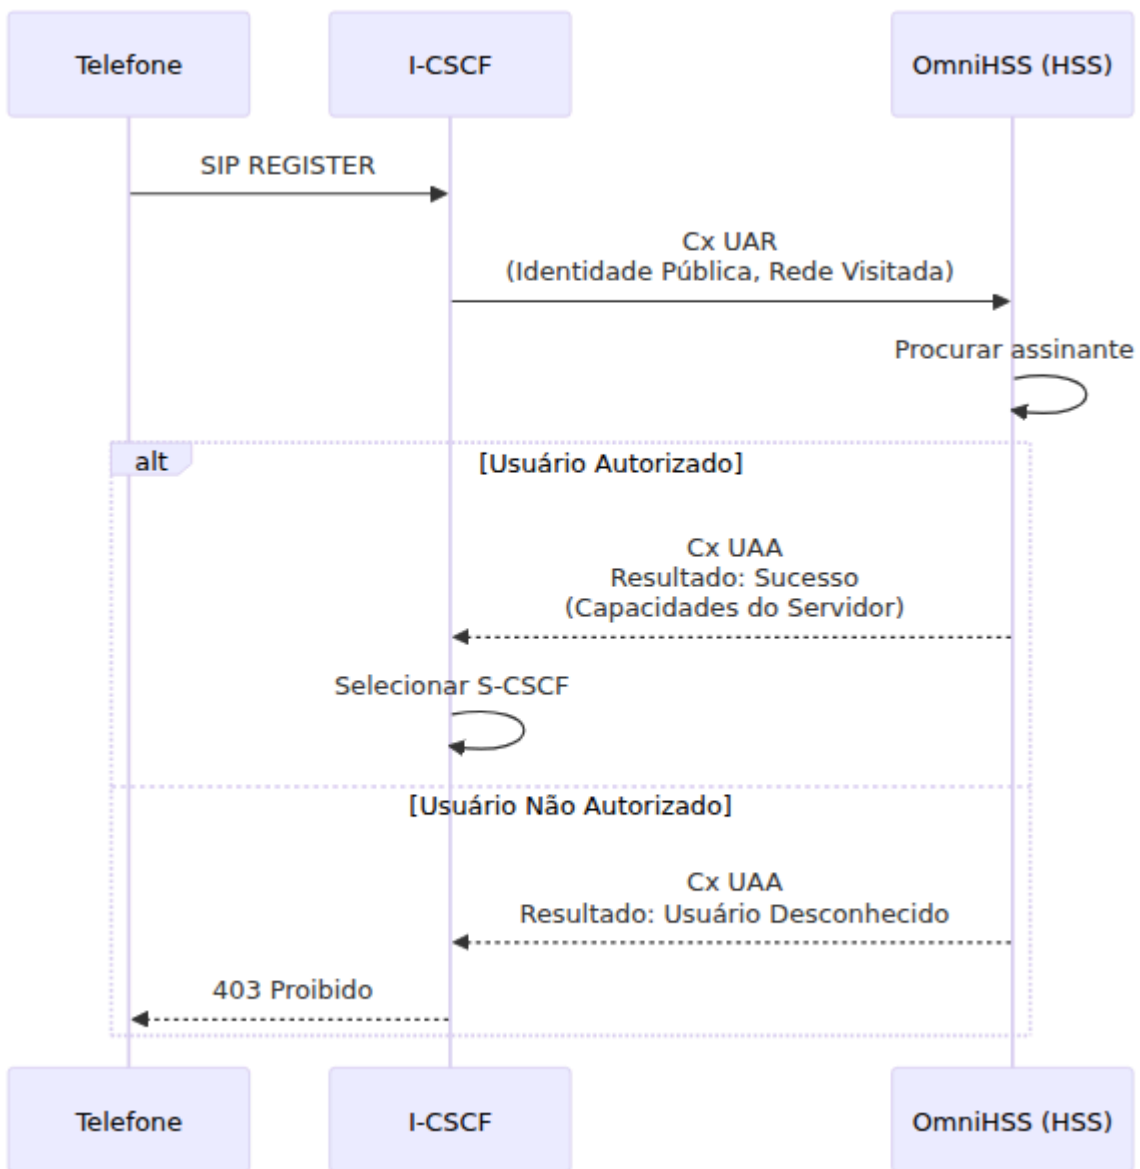 Telefone
I-CSCF
OmniHSS (HSS)
SIP REGISTER
Cx UAR
(Identidade Pública, Rede Visitada)
Procurar assinante
alt
[Usuário Autorizado]
Cx UAA
Resultado: Sucesso
(Capacidades do Servidor)
Selecionar S-CSCF
[Usuário Não Autorizado]
Cx UAA
Resultado: Usuário Desconhecido
403 Proibido
Telefone
I-CSCF
OmniHSS (HSS)